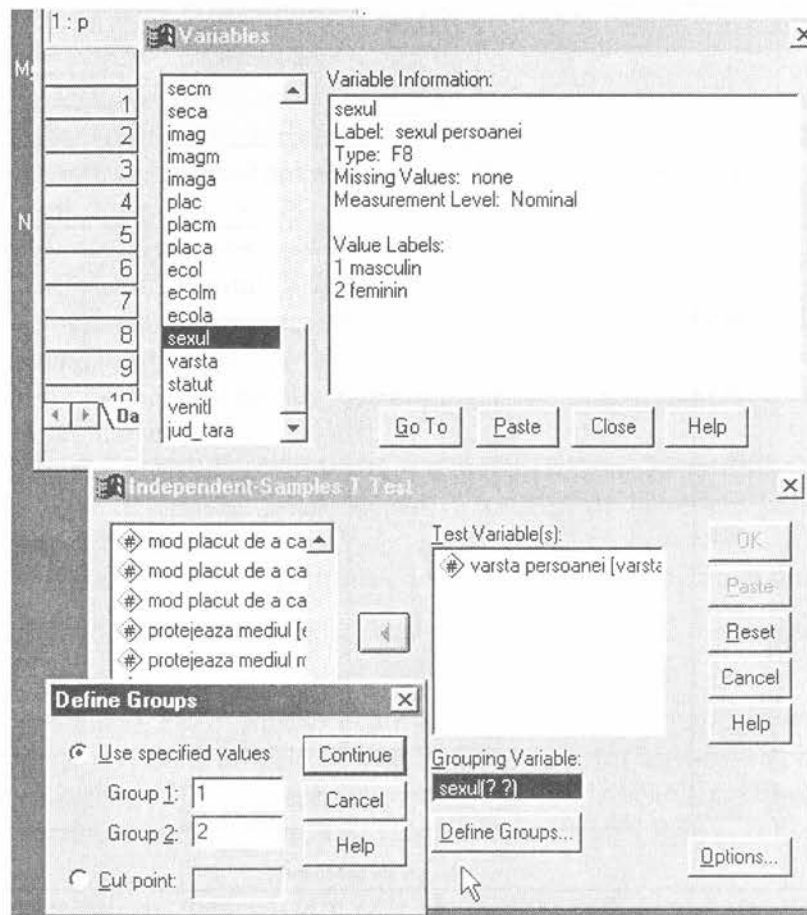 1 : p
Variables
M
N
1
2
3
4
5
6
7
8
9
10
Da
secm
seca
imag
imagm
imaga
plac
placm
placa
ecol
ecolm
ecola
sexul
varsta
statut
venitl
jud_tara
Variable Information:
sexul
Label: sexul persoanei
Type: F8
Missing Values: none
Measurement Level: Nominal
Value Labels:
1 masculin
2 feminin
Go To
Paste
Close
Help
Independent-Samples T Test
# mod placut de a ca
# mod placut de a ca
# mod placut de a ca
# protejeaza mediul [e
# protejeaza mediul m
Test Variable(s):
# varsta persoanei [varsta
OK
Paste
Reset
Cancel
Help
Grouping Variable:
sexul(? ?)
Define Groups...
Options...
Define Groups
Use specified values
Group 1: 1
Group 2: 2
Cut point:
Continue
Cancel
Help